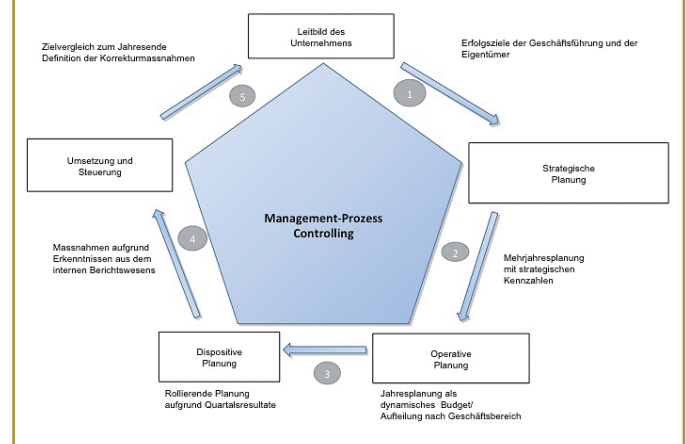 Leitbild des
Unternehmens
Zielvergleich zum Jahresende
Definition der Korrekturmassnahmen
Erfolgsziele der Geschäftsführung und der
Eigentümer
5
1
Umsetzung und
Steuerung
Strategische
Planung
Management-Prozess
Controlling
4
2
Massnahmen aufgrund
Erkenntnissen aus dem
internen Berichtswesens
Mehrjahresplanung
mit strategischen
Kennzahlen
Dispositive
Planung
Operative
Planung
3
Rollierende Planung
aufgrund Quartalsresultate
Jahresplanung als
dynamisches Budget/
Aufteilung nach Geschäftsbereich